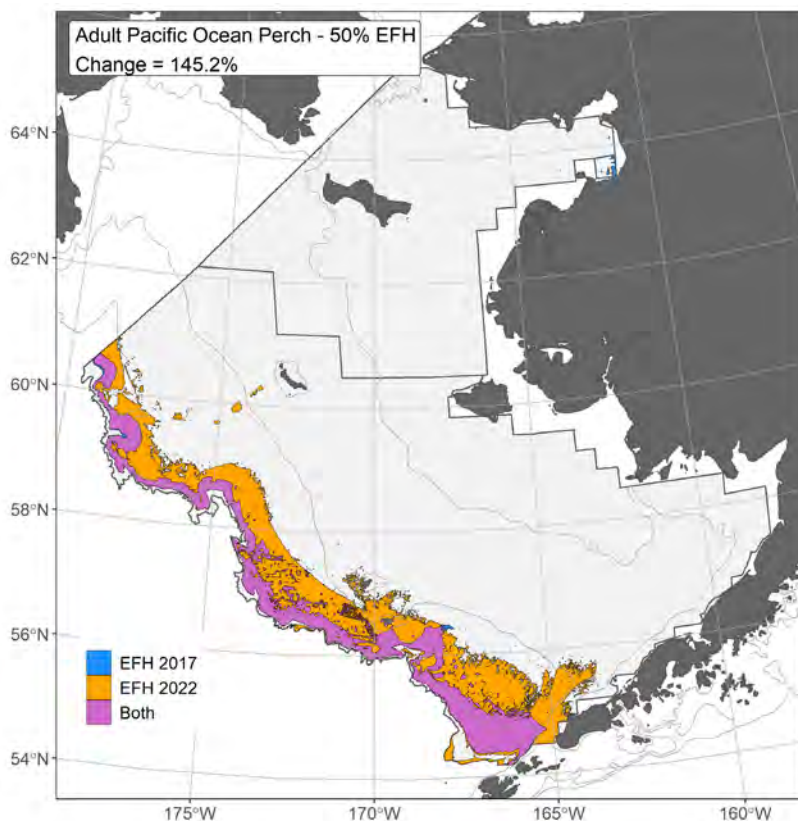 Adult Pacific Ocean Perch - 50% EFH
Change = 145.2%
64°N
62°N
60°N
58°N
56°N
54°N
EFH 2017
EFH 2022
Both
175°W
170°W
165°W
160°W